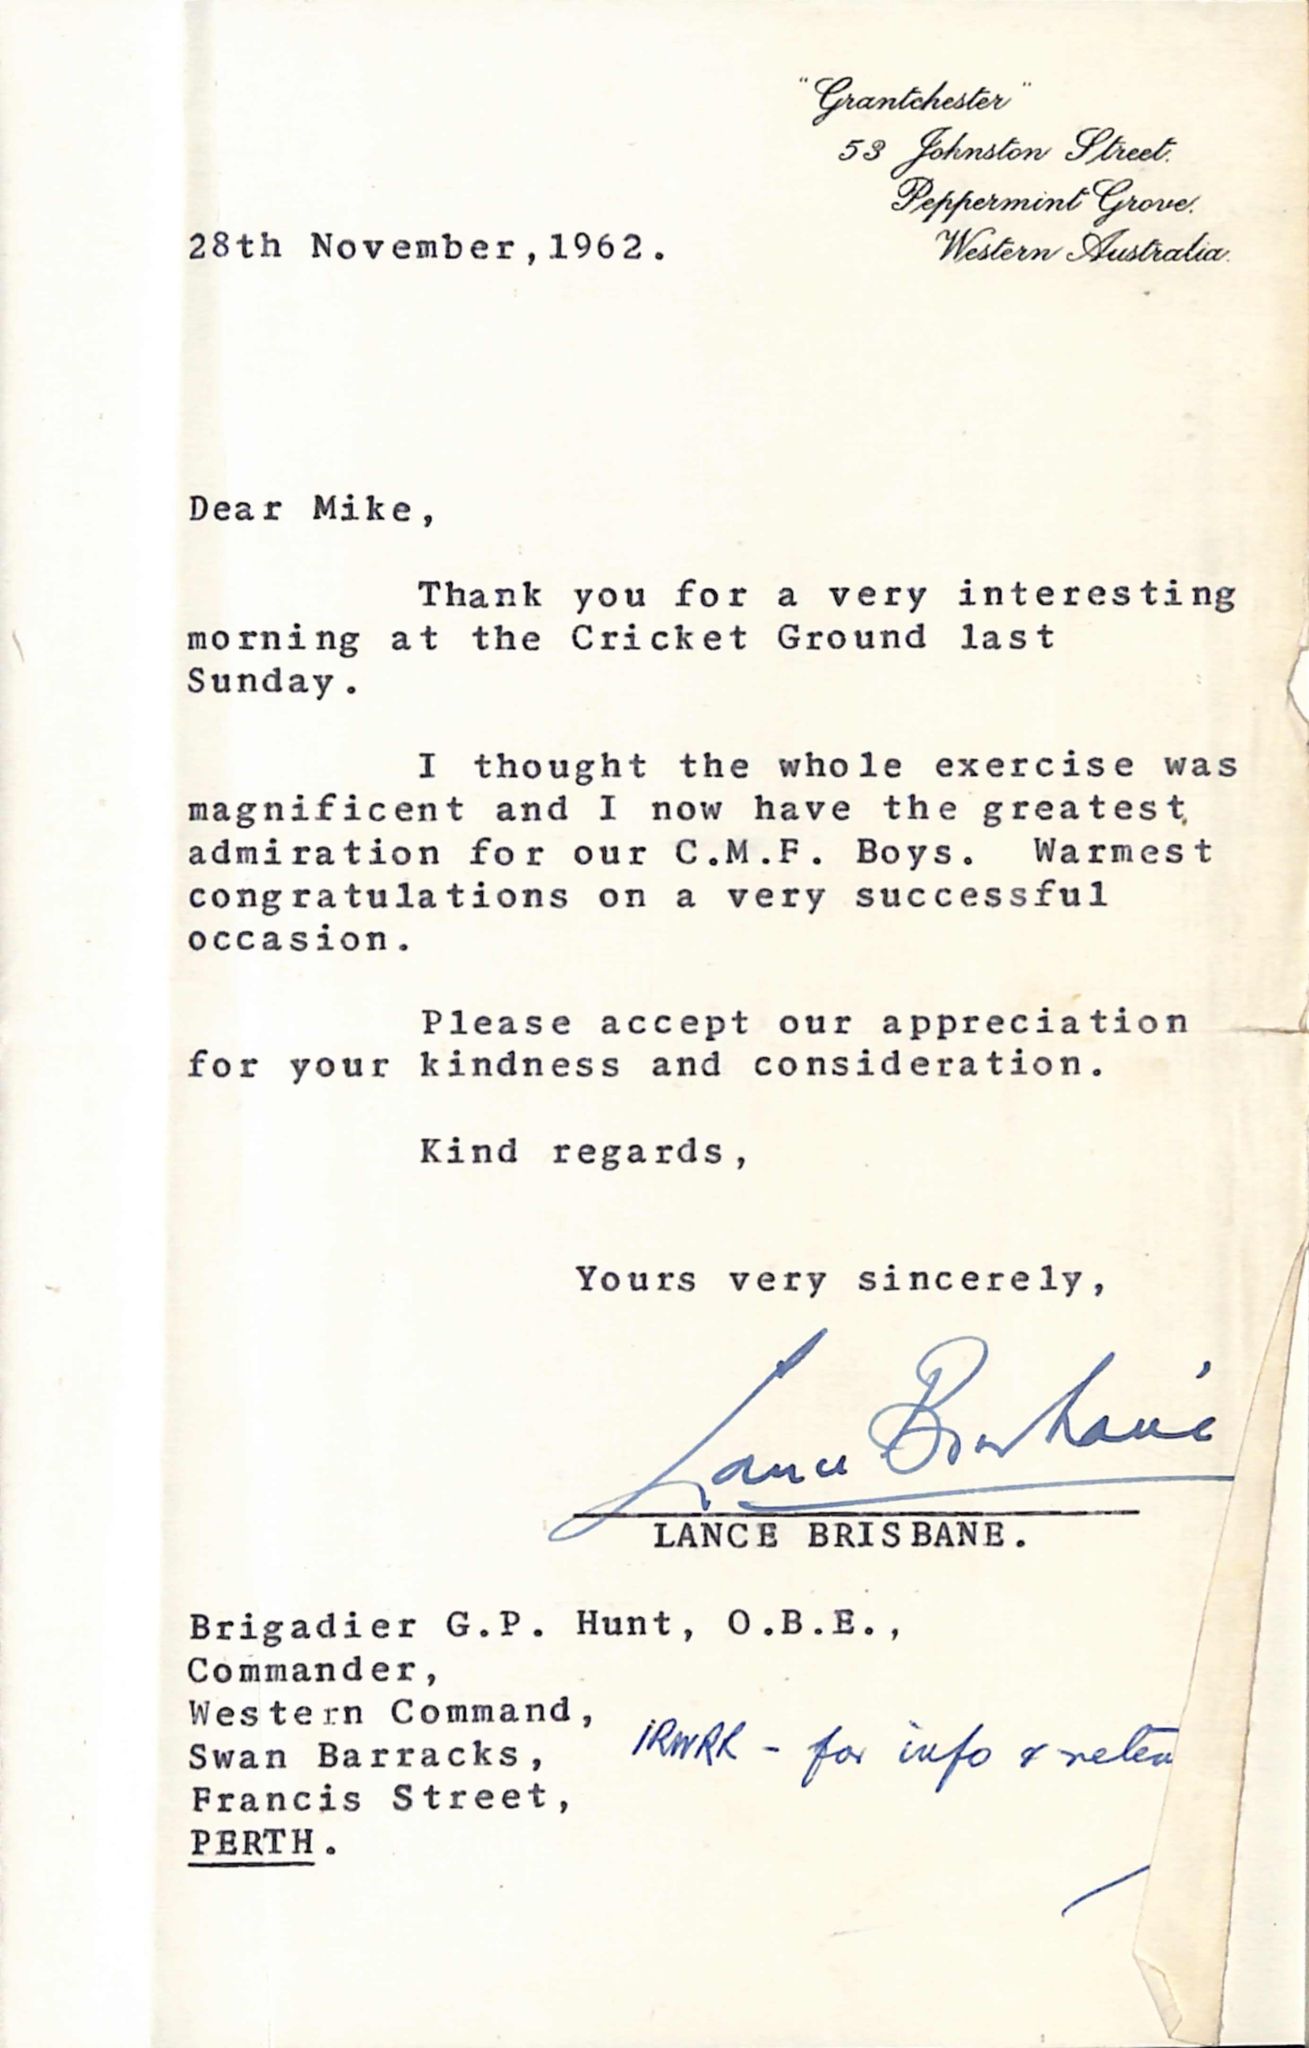 "Grantchester"
53 Johnston Street.
Peppermint Grove.
Western Australia.
28th November,1962.
Dear Mike,
Thank you for a very interesting
morning at the Cricket Ground last
Sunday.
I thought the whole exercise was
magnificent and I now have the greatest
admiration for our C.M.F. Boys. Warmest
congratulations on a very successful
occasion.
Please accept our appreciation
for your kindness and consideration.
Kind regards,
Yours very sincerely,
Lance Brisbane
LANCE BRISBANE.
Brigadier G.P. Hunt, O.B.E.,
Commander,
Western Command,
Swan Barracks,
Francis Street,
PERTH.
1RWAR - for info &